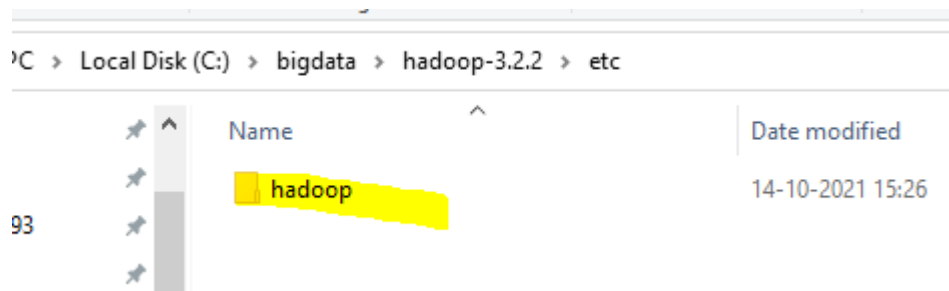 PC > Local Disk (C:) > bigdata > hadoop-3.2.2 > etc
Name Date modified
hadoop 14-10-2021 15:26
93